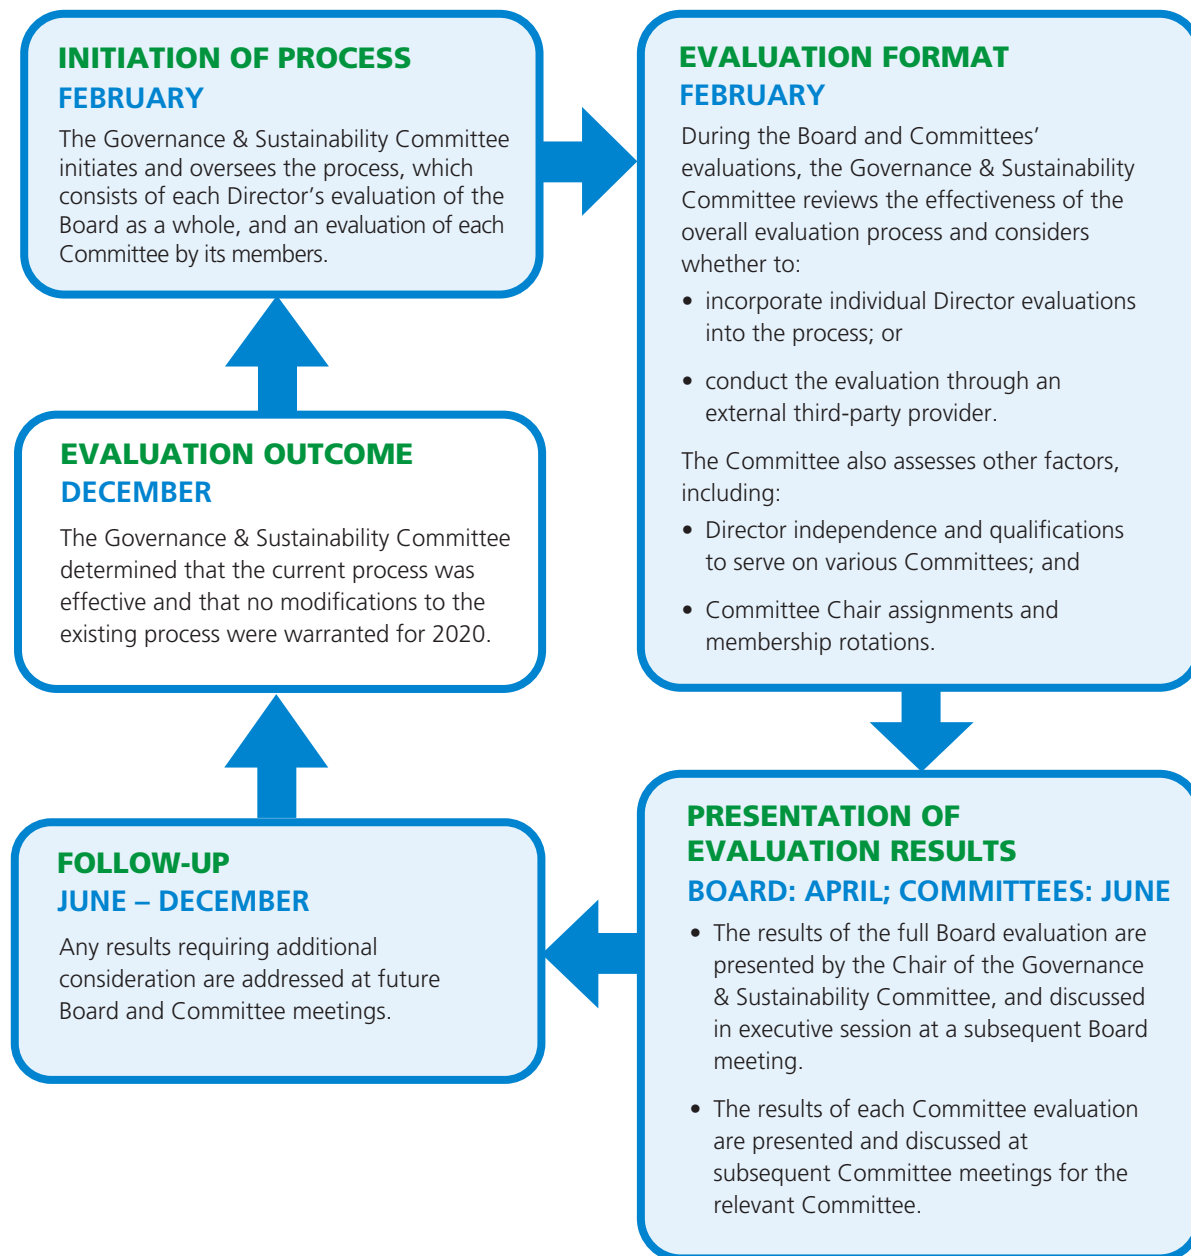 INITIATION OF PROCESS
FEBRUARY
The Governance & Sustainability Committee
initiates and oversees the process, which
consists of each Director’s evaluation of the
Board as a whole, and an evaluation of each
Committee by its members.
EVALUATION FORMAT
FEBRUARY
During the Board and Committees’
evaluations, the Governance & Sustainability
Committee reviews the effectiveness of the
overall evaluation process and considers
whether to:
• incorporate individual Director evaluations
into the process; or
• conduct the evaluation through an
external third-party provider.
The Committee also assesses other factors,
including:
• Director independence and qualifications
to serve on various Committees; and
• Committee Chair assignments and
membership rotations.
PRESENTATION OF
EVALUATION RESULTS
BOARD: APRIL; COMMITTEES: JUNE
• The results of the full Board evaluation are
presented by the Chair of the Governance
& Sustainability Committee, and discussed
in executive session at a subsequent Board
meeting.
• The results of each Committee evaluation
are presented and discussed at
subsequent Committee meetings for the
relevant Committee.
FOLLOW-UP
JUNE – DECEMBER
Any results requiring additional
consideration are addressed at future
Board and Committee meetings.
EVALUATION OUTCOME
DECEMBER
The Governance & Sustainability Committee
determined that the current process was
effective and that no modifications to the
existing process were warranted for 2020.